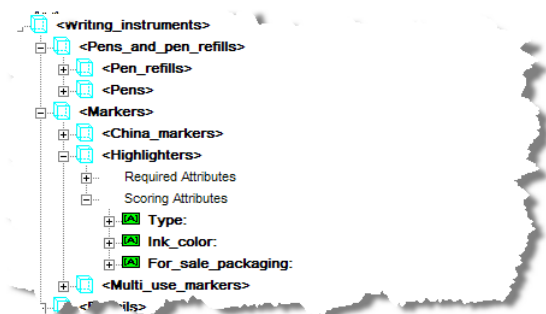 <writing_instruments>
<Pens_and_pen_refills>
<Pen_refills>
<Pens>
<Markers>
<China_markers>
<Highlighters>
Required Attributes
Scoring Attributes
[A] Type:
[A] Ink_color:
[A] For_sale_packaging:
<Multi_use_markers>